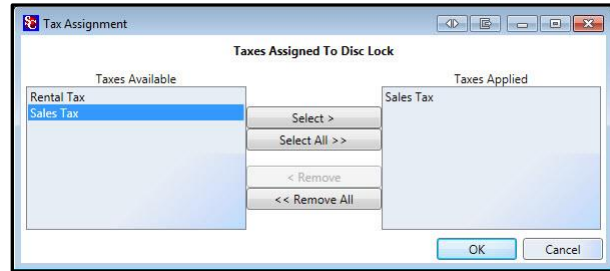 Tax Assignment
Taxes Assigned To Disc Lock
Taxes Available
Taxes Applied
Rental Tax
Sales Tax
Sales Tax
Select >
Select All >>
< Remove
<< Remove All
OK
Cancel